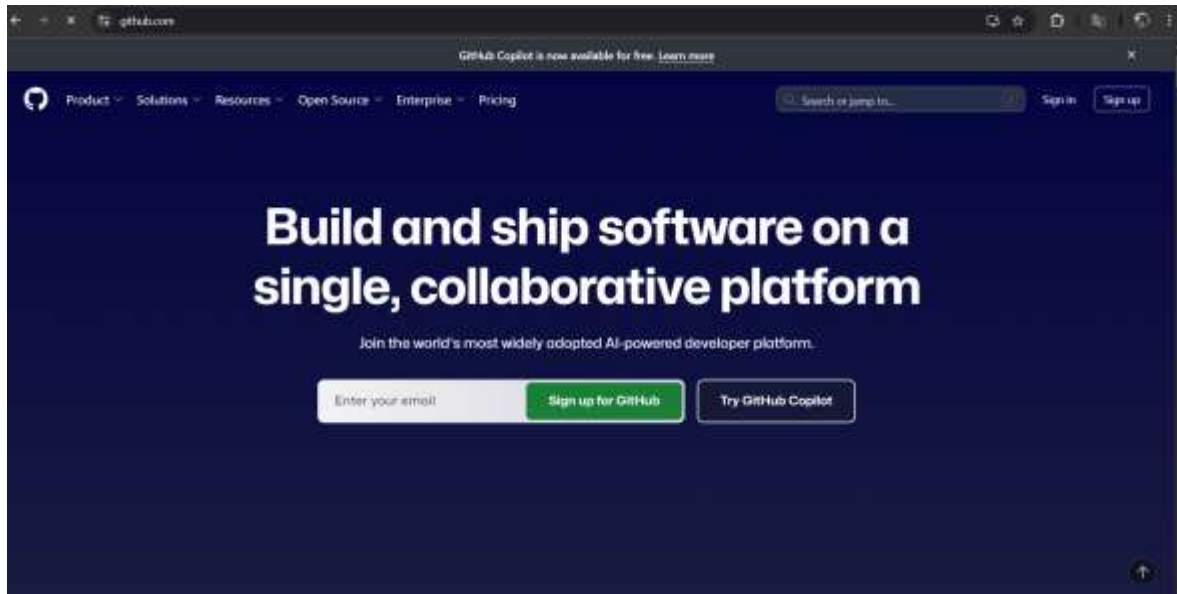 github.com
GitHub Copilot is now available for free. Learn more
Product Solutions Resources Open Source Enterprise Pricing Search or jump to... Sign in Sign up
Build and ship software on a
single, collaborative platform
Join the world's most widely adopted AI-powered developer platform.
Enter your email Sign up for GitHub Try GitHub Copilot